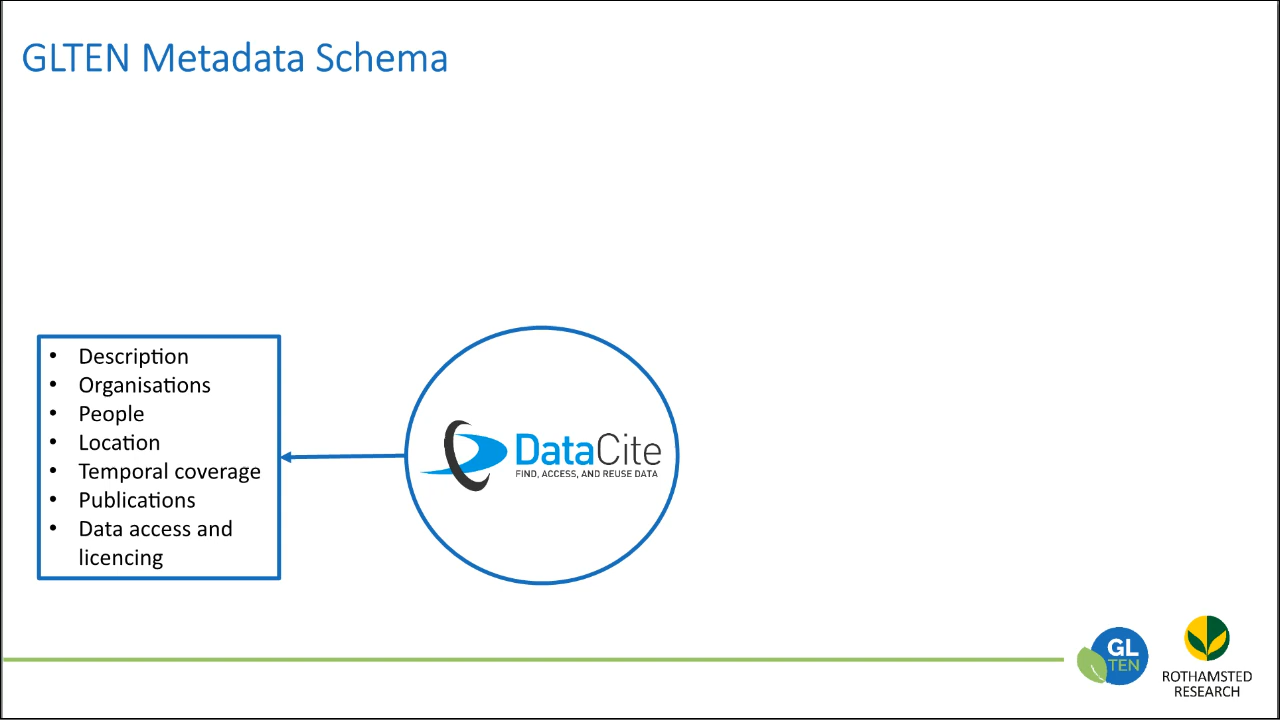 GLTEN Metadata Schema
• Description
• Organisations
• People
• Location
• Temporal coverage
• Publications
• Data access and
licencing
DataCite
FIND, ACCESS, AND REUSE DATA
GL
TEN
ROTHAMSTED
RESEARCH